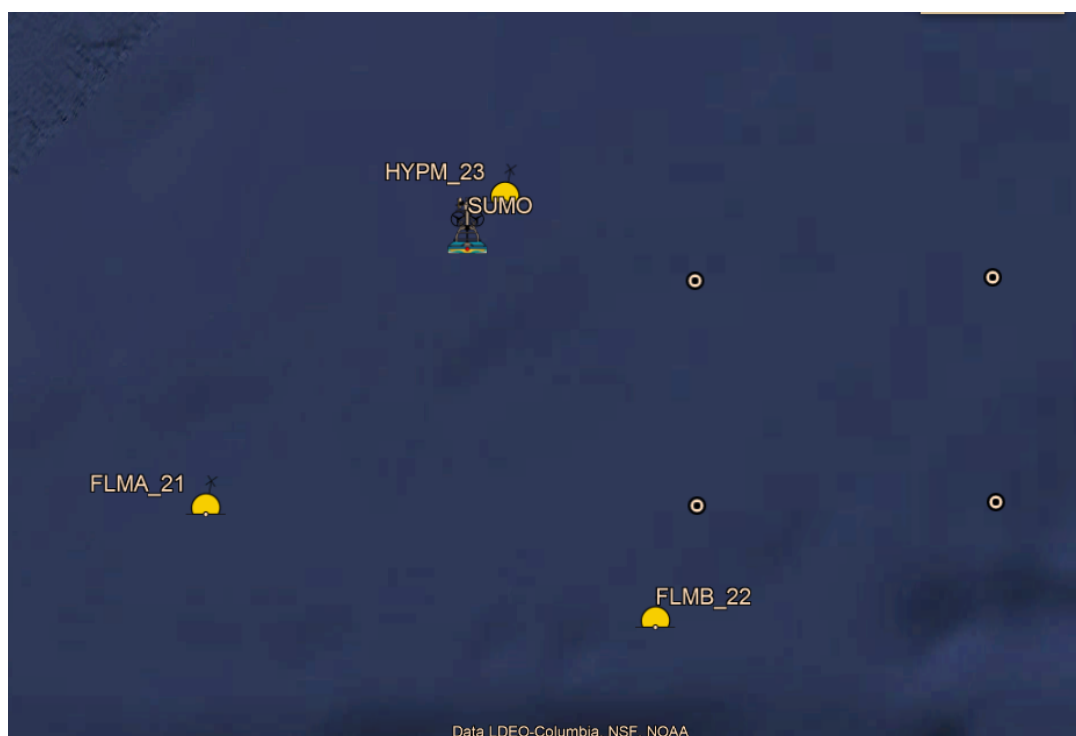 HYPM_23
SUMO
FLMA_21
FLMB_22
Data LDEO-Columbia, NSF, NOAA